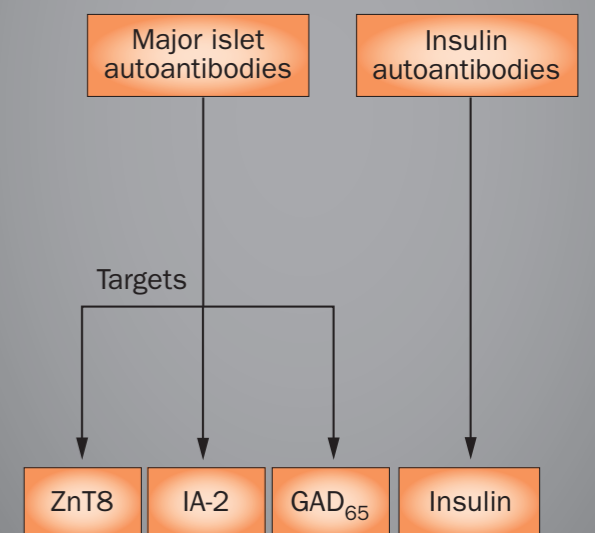 Major islet
autoantibodies
Insulin
autoantibodies
Targets
ZnT8
IA-2
GAD₆₅
Insulin